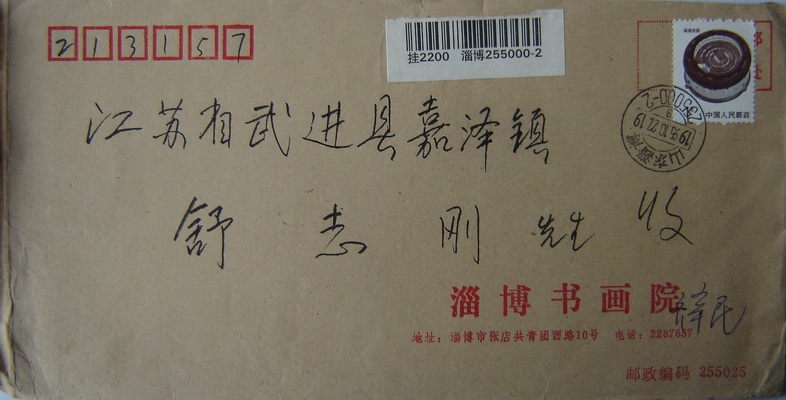 213157
挂2200 淄博255000-2
中国人民邮政
江苏省武进县嘉泽镇
舒志刚先生收
淄博书画院
地址：淄博市张店共青团西路10号 电话：2287687
邮政编码 255025